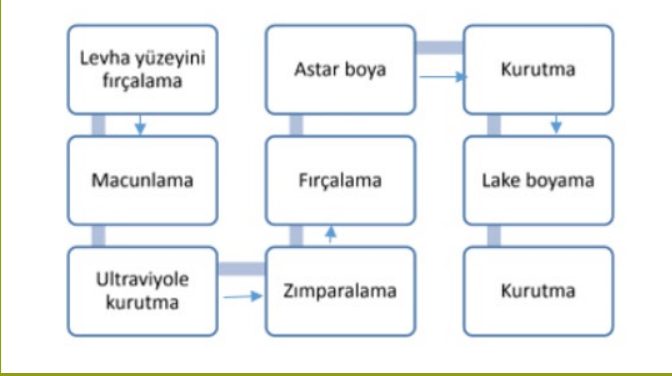 Levha yüzeyini
fırçalama
Macunlama
Ultraviyole
kurutma
Zımparalama
Fırçalama
Astar boya
Kurutma
Lake boyama
Kurutma